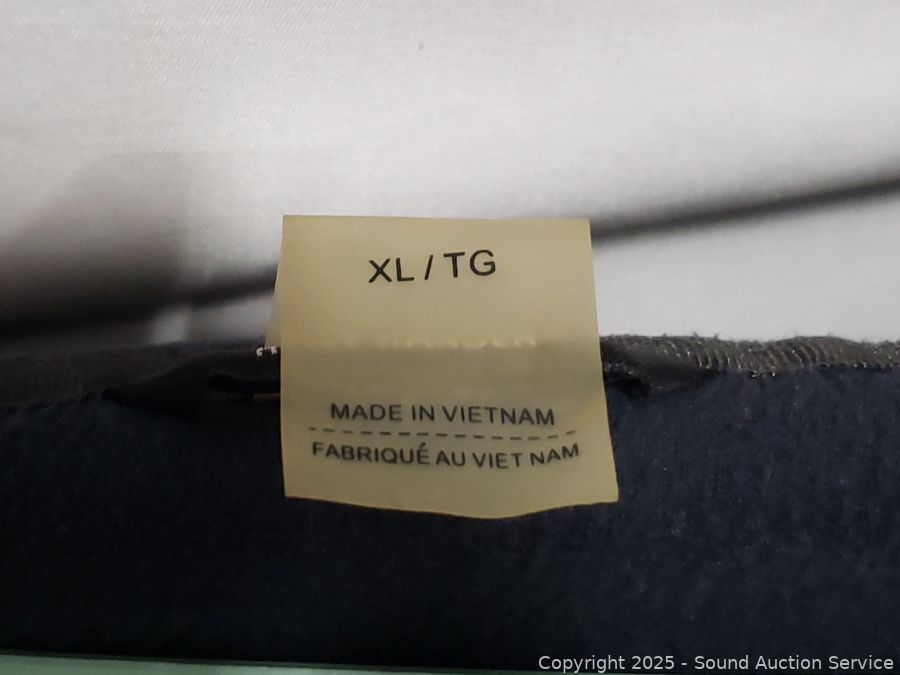 XL / TG
MADE IN VIETNAM
FABRIQUÉ AU VIET NAM
Copyright 2025 - Sound Auction Service